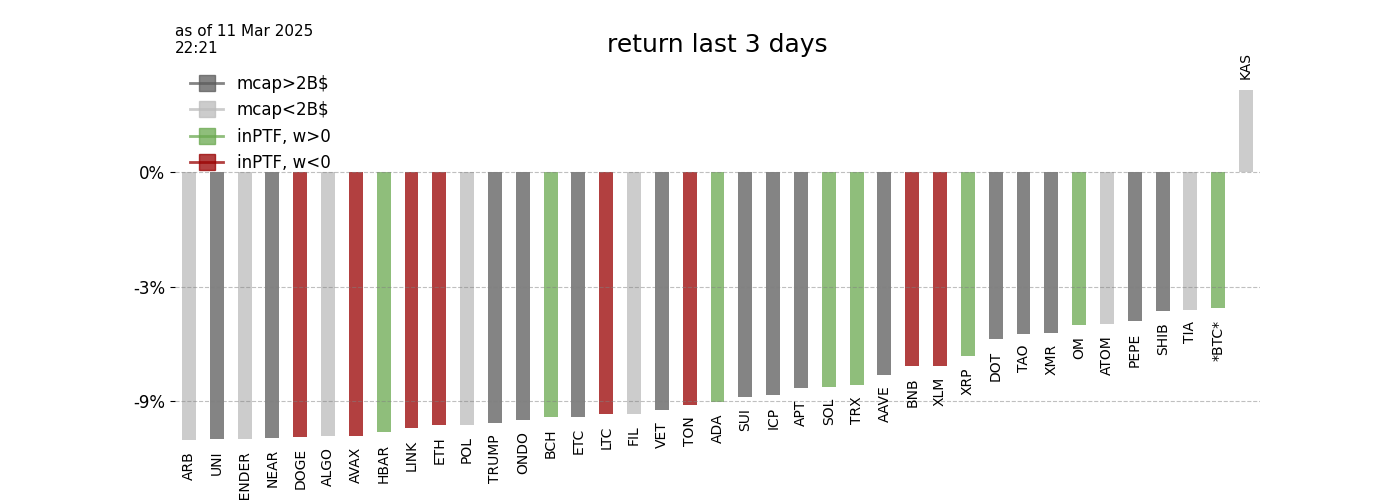 as of 11 Mar 2025
22:21
return last 3 days
mcap>2B$
mcap<2B$
inPTF, w>0
inPTF, w<0
0%
-3%
-9%
ARB
UNI
ENDER
NEAR
DOGE
ALGO
AVAX
HBAR
LINK
ETH
POL
TRUMP
ONDO
BCH
ETC
LTC
FIL
VET
TON
ADA
SUI
ICP
APT
SOL
TRX
AAVE
BNB
XLM
XRP
DOT
TAO
XMR
OM
ATOM
PEPE
SHIB
TIA
*BTC*
KAS